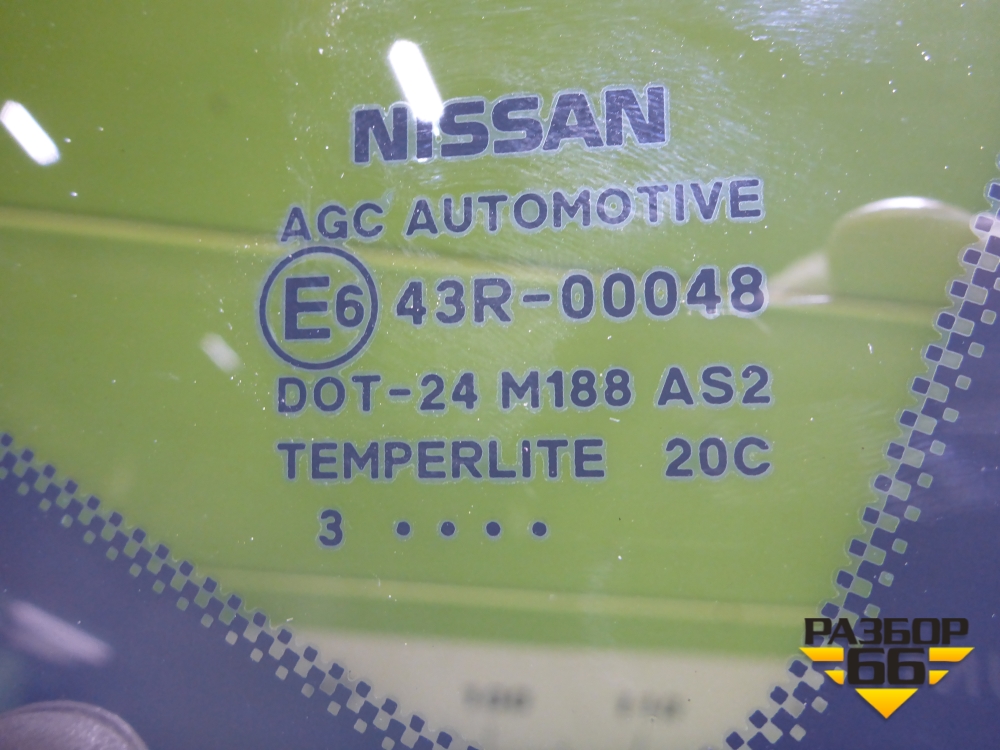 NISSAN
AGC AUTOMOTIVE
E6 43R-00048
DOT-24 M188 AS2
TEMPERLITE 20C
3 ••••
РАЗБОР
66